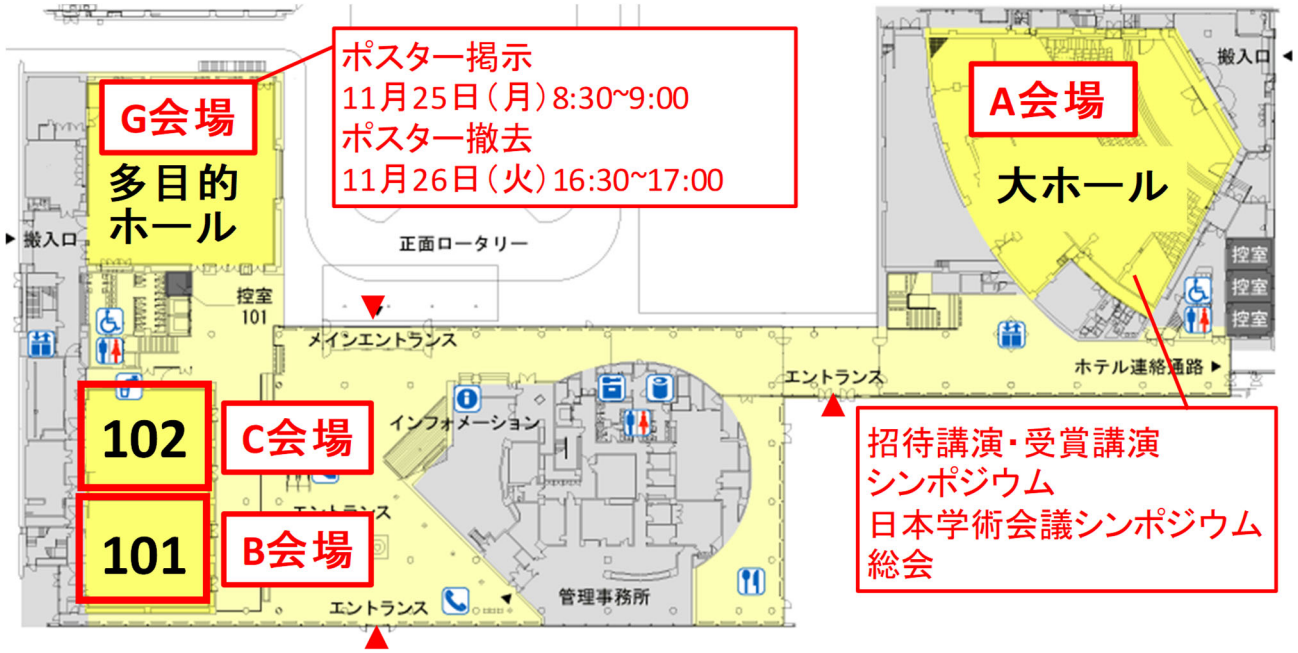 ポスター掲示
11月25日（月）8:30~9:00
ポスター撤去
11月26日（火）16:30~17:00
G会場
多目的
ホール
A会場
大ホール
搬入口
搬入口
正面ロータリー
控室
控室
控室
控室
101
メインエントランス
ホテル連絡通路
エントランス
102
C会場
インフォメーション
招待講演・受賞講演
シンポジウム
日本学術会議シンポジウム
総会
エントランス
101
B会場
管理事務所
エントランス